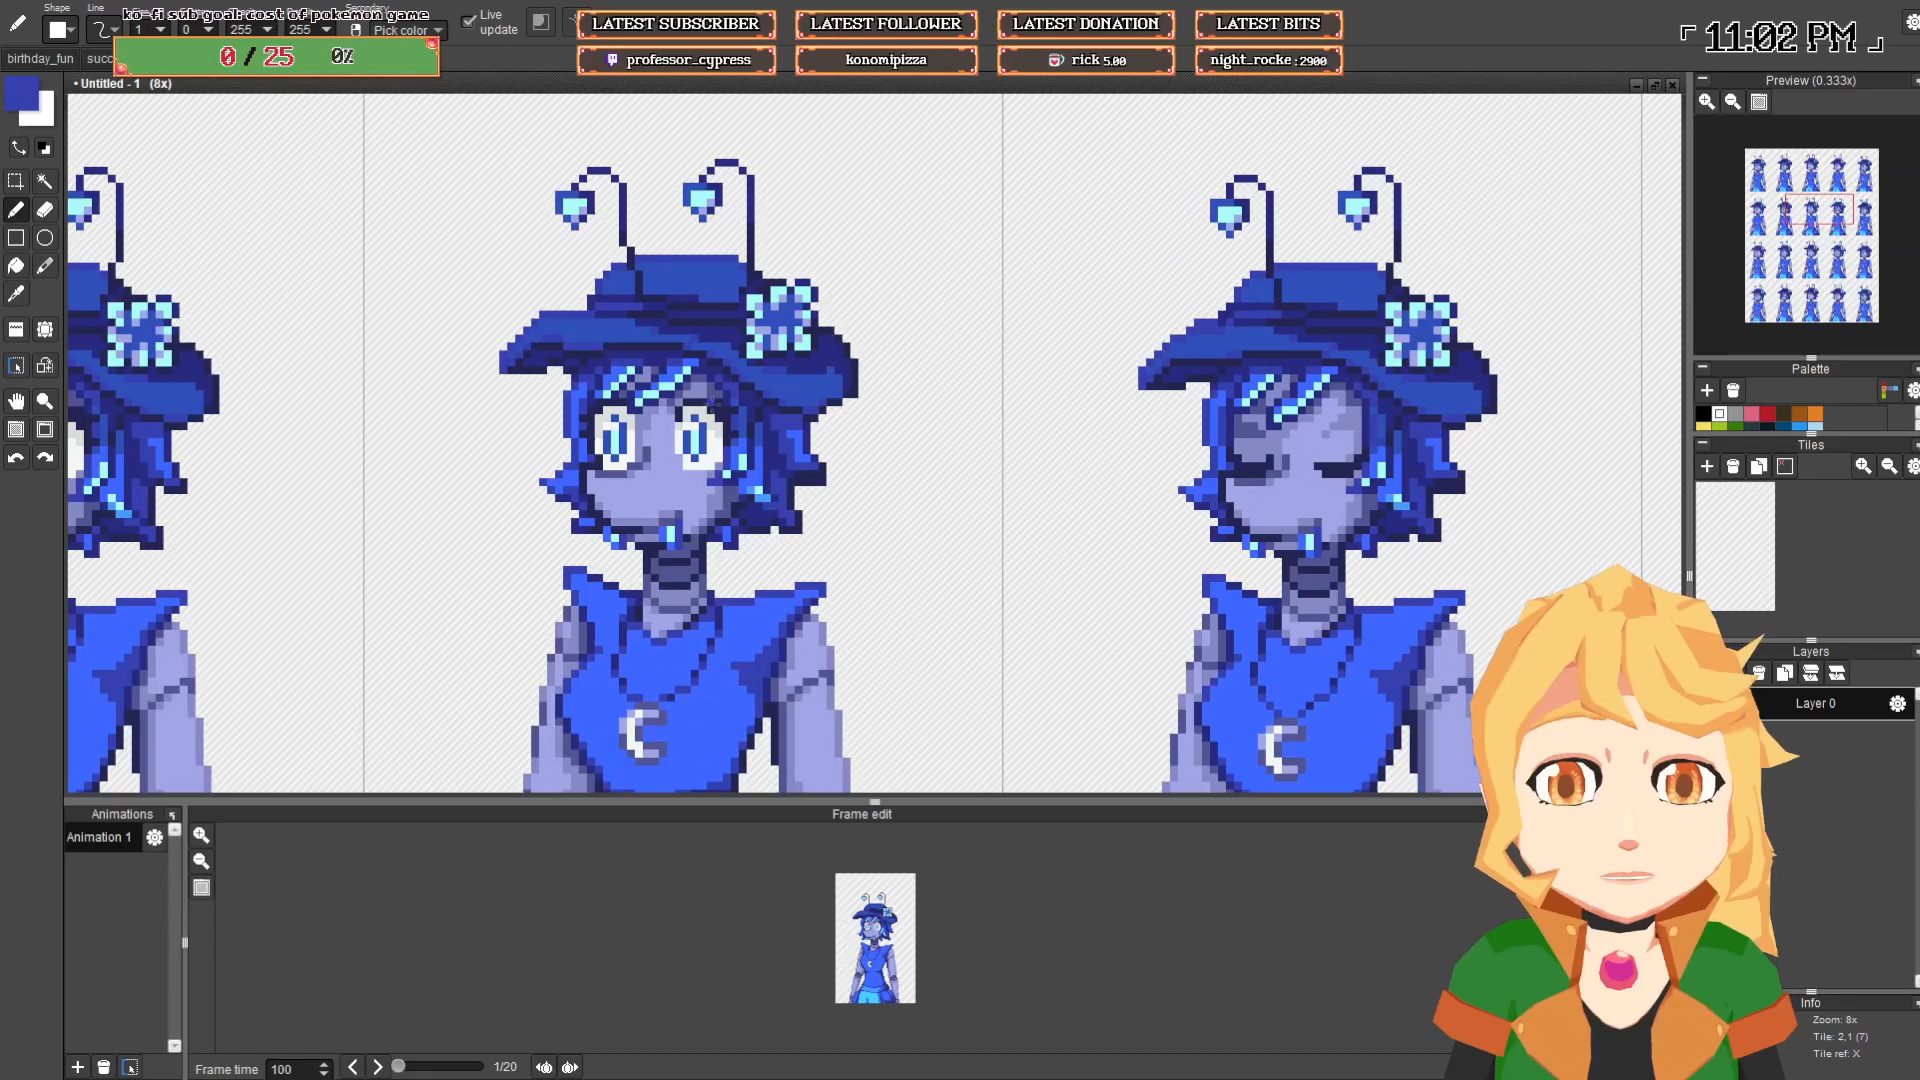 ko-fi sub goal: cost of pokemon game
0 / 25 0%
Shape
Line
1
0
255
255
Pick color
Live update
LATEST SUBSCRIBER
professor_cypress
LATEST FOLLOWER
konomipizza
LATEST DONATION
rick 5.00
LATEST BITS
night_rocke :2900
11:02 PM
birthday_fun
succ
• Untitled - 1 (8x)
Preview (0.333x)
Palette
Tiles
Layers
Layer 0
Animations
Animation 1
Frame edit
Frame time
100
1/20
Info
Zoom: 8x
Tile: 2,1 (7)
Tile ref: X